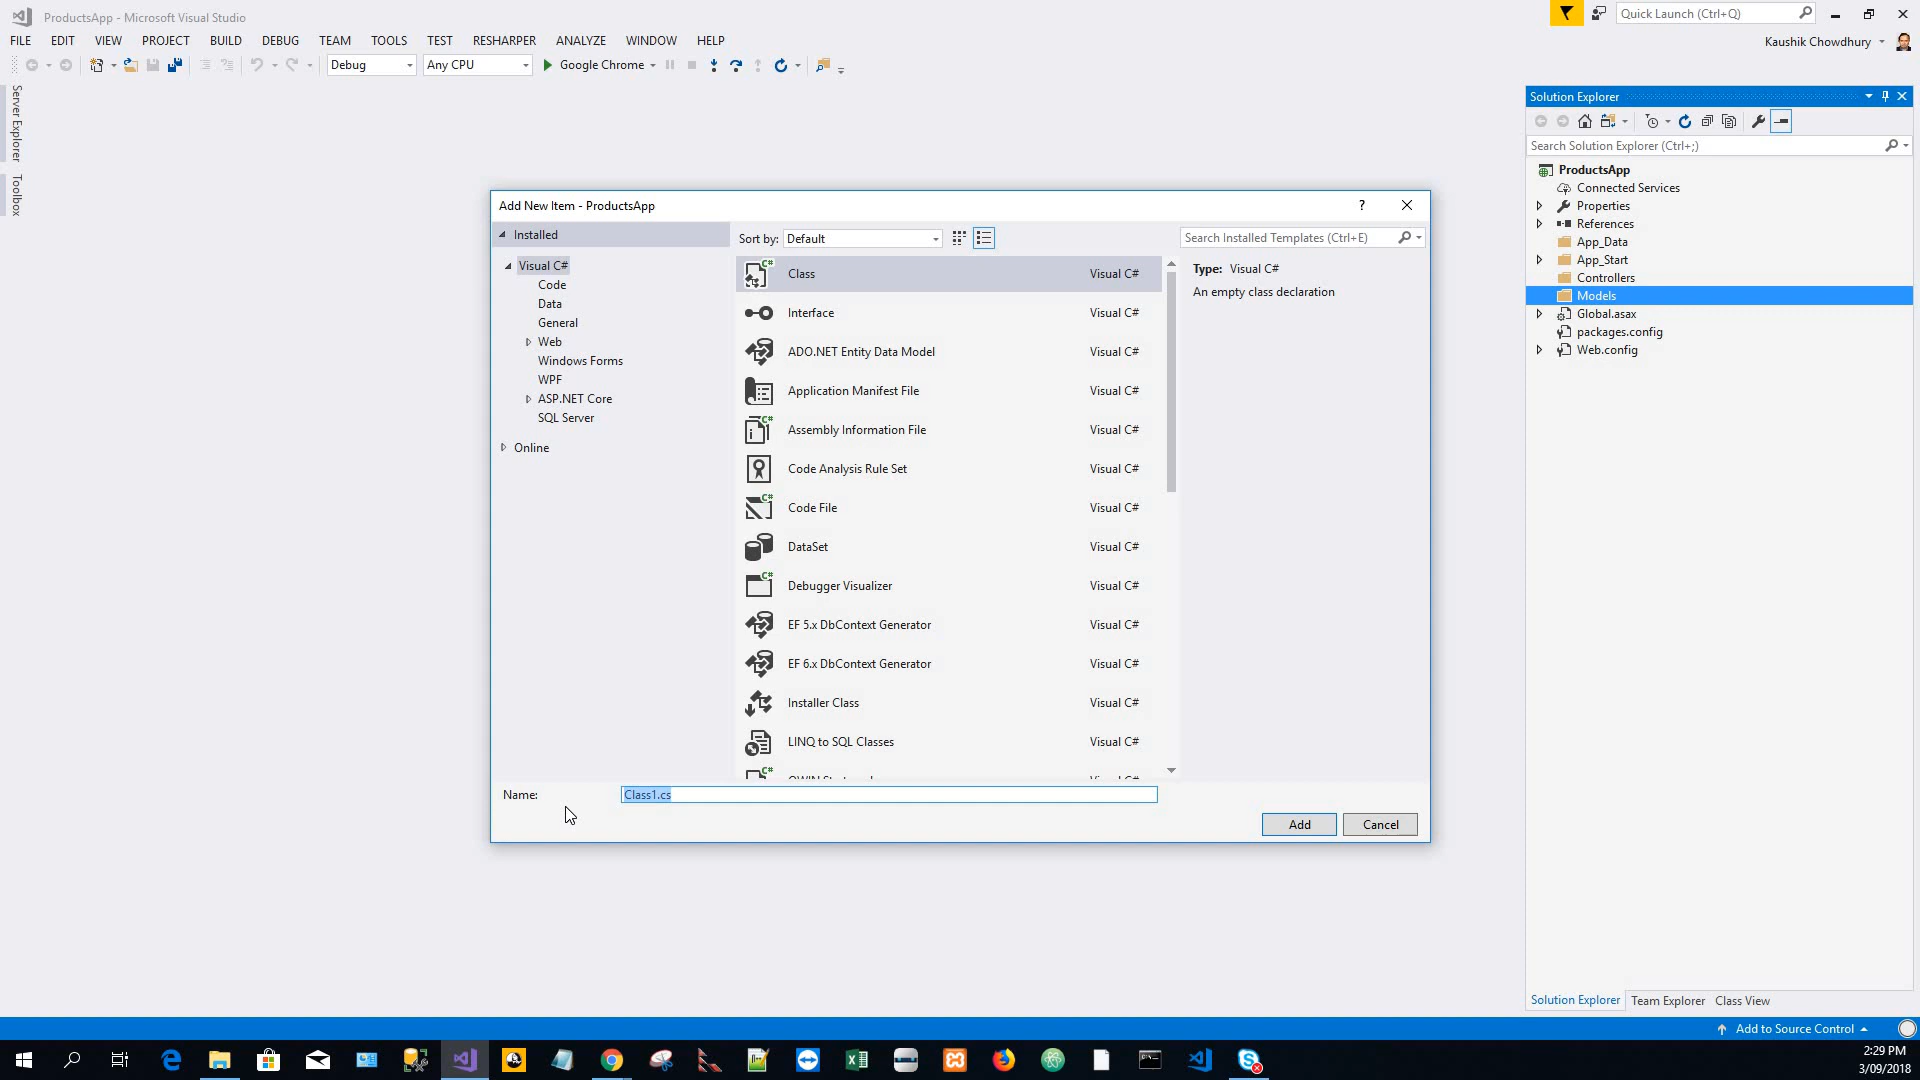 ProductsApp - Microsoft Visual Studio
Quick Launch (Ctrl+Q)
FILE EDIT VIEW PROJECT BUILD DEBUG TEAM TOOLS TEST RESHARPER ANALYZE WINDOW HELP
Kaushik Chowdhury
Debug Any CPU Google Chrome
Server Explorer
Toolbox
Solution Explorer
Search Solution Explorer (Ctrl+;)
ProductsApp
Connected Services
Properties
References
App_Data
App_Start
Controllers
Models
Global.asax
packages.config
Web.config
Add New Item - ProductsApp
?
Installed
Sort by: Default
Search Installed Templates (Ctrl+E)
Visual C#
Code
Data
General
Web
Windows Forms
WPF
ASP.NET Core
SQL Server
Online
Class Visual C#
Interface Visual C#
ADO.NET Entity Data Model Visual C#
Application Manifest File Visual C#
Assembly Information File Visual C#
Code Analysis Rule Set Visual C#
Code File Visual C#
DataSet Visual C#
Debugger Visualizer Visual C#
EF 5.x DbContext Generator Visual C#
EF 6.x DbContext Generator Visual C#
Installer Class Visual C#
LINQ to SQL Classes Visual C#
Type: Visual C#
An empty class declaration
Name: Class1.cs
Add Cancel
Solution Explorer Team Explorer Class View
Add to Source Control
2:29 PM
3/09/2018